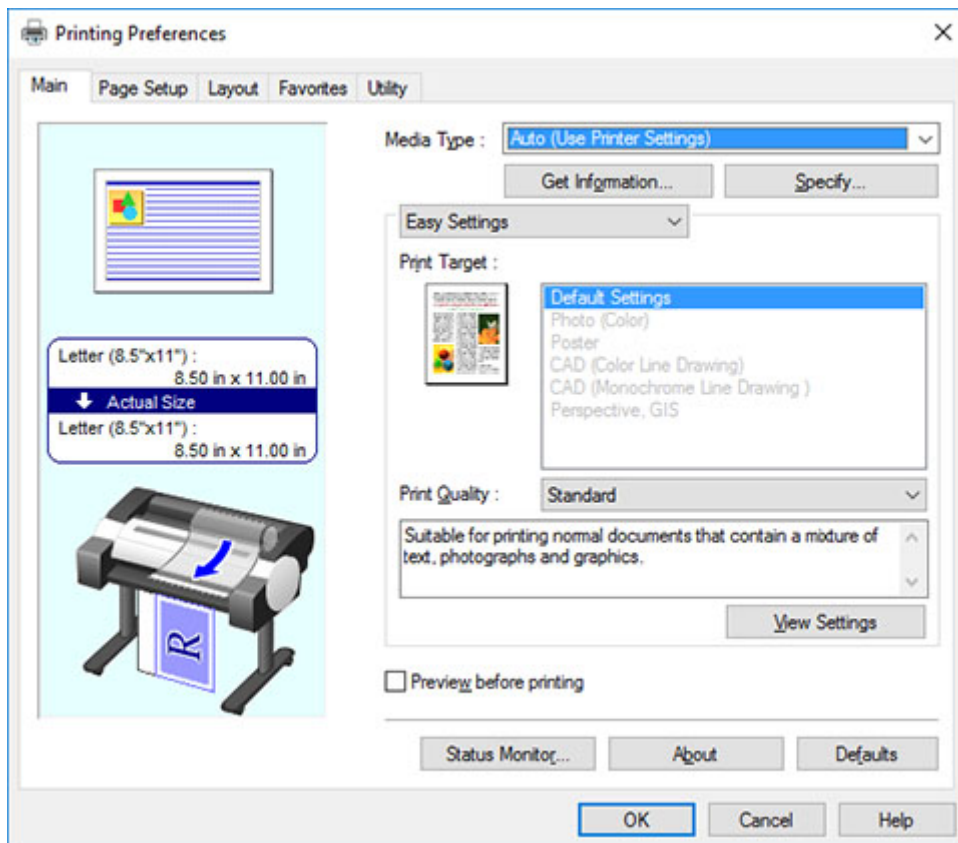 Printing Preferences
Main
Page Setup
Layout
Favorites
Utility
Media Type :
Auto (Use Printer Settings)
Get Information...
Specify...
Easy Settings
Print Target :
Default Settings
Photo (Color)
Poster
CAD (Color Line Drawing)
CAD (Monochrome Line Drawing )
Perspective, GIS
Letter (8.5"x11") :
8.50 in x 11.00 in
Actual Size
Letter (8.5"x11") :
8.50 in x 11.00 in
R
Print Quality :
Standard
Suitable for printing normal documents that contain a mixture of
text, photographs and graphics.
View Settings
Preview before printing
Status Monitor...
About
Defaults
OK
Cancel
Help